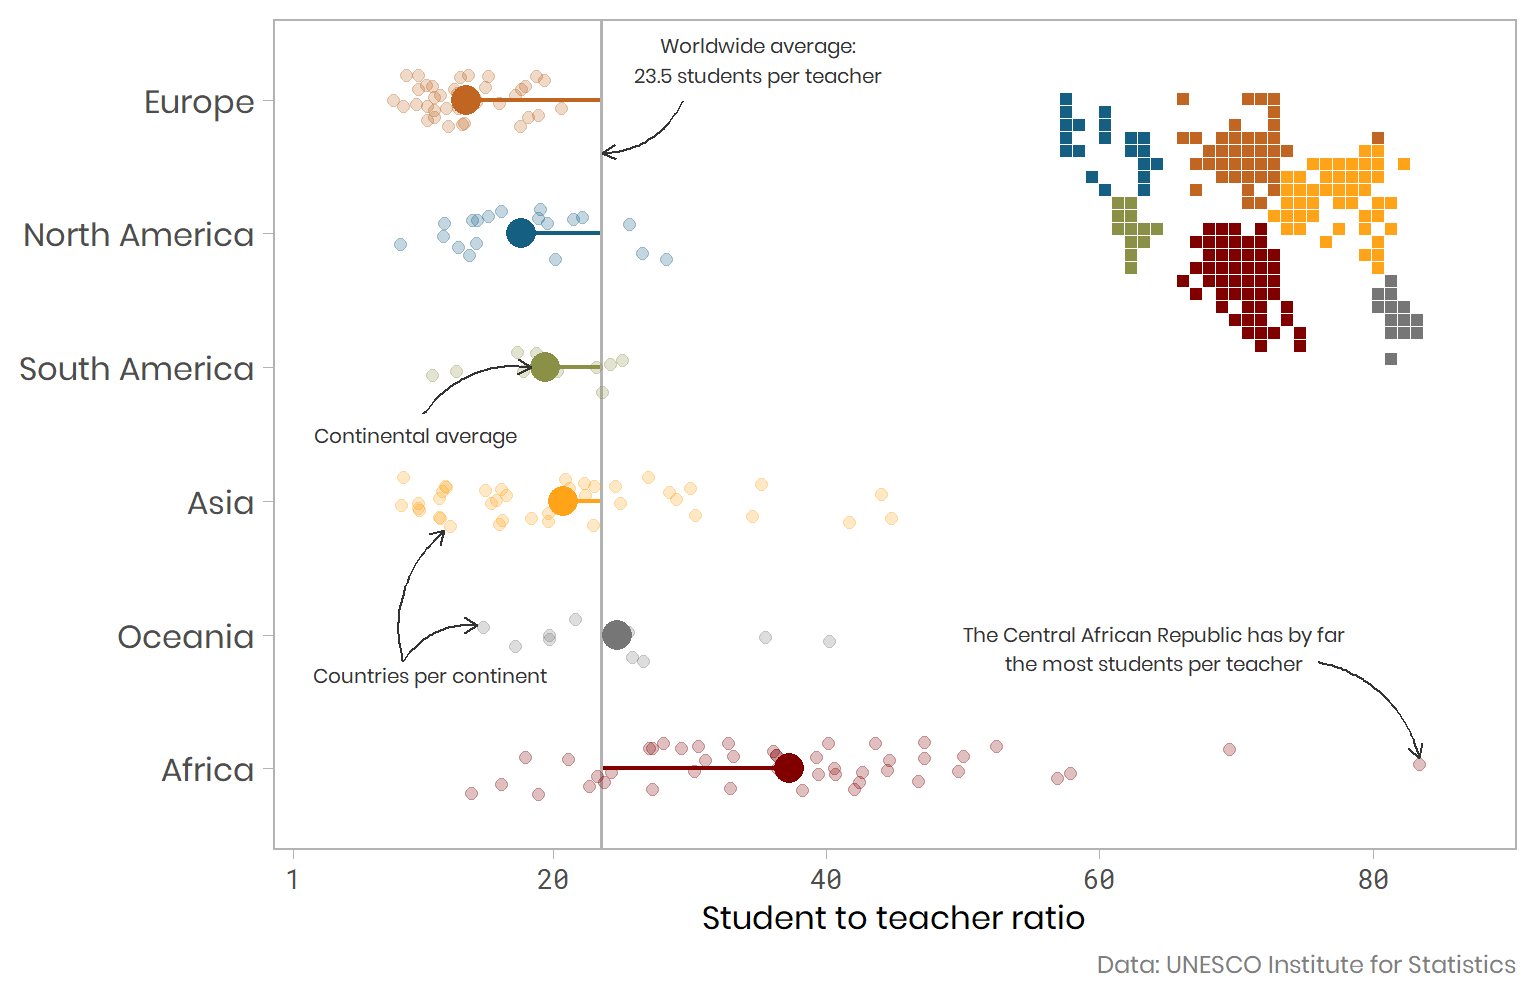 Worldwide average:
23.5 students per teacher
Europe
North America
South America
Continental average
Asia
Oceania
Countries per continent
The Central African Republic has by far
the most students per teacher
Africa
1 20 40 60 80
Student to teacher ratio
Data: UNESCO Institute for Statistics